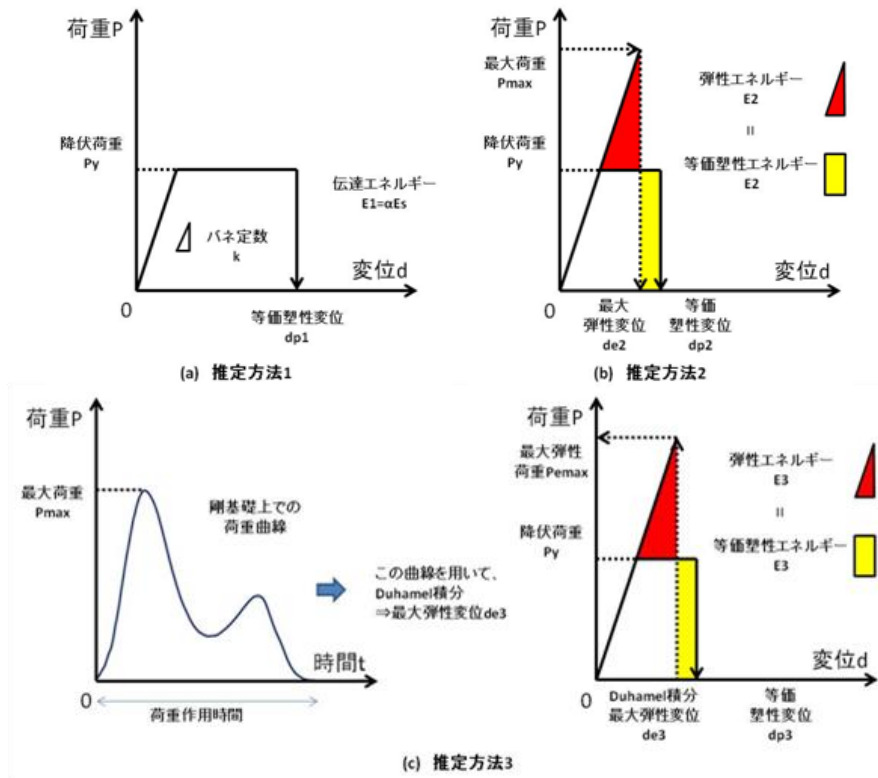 荷重P
降伏荷重
Py
伝達エネルギー
E1=αEs
バネ定数
k
変位d
0
等価塑性変位
dp1
(a) 推定方法1
荷重P
最大荷重
Pmax
降伏荷重
Py
弾性エネルギー
E2
=
等価塑性エネルギー
E2
変位d
0
最大
弾性変位
de2
等価
塑性変位
dp2
(b) 推定方法2
荷重P
最大荷重
Pmax
剛基礎上での
荷重曲線
時間t
0
荷重作用時間
この曲線を用いて、
Duhamel積分
⇒最大弾性変位de3
荷重P
最大弾性
荷重Pemax
降伏荷重
Py
弾性エネルギー
E3
=
等価塑性エネルギー
E3
変位d
0
Duhamel積分
最大弾性変位
de3
等価
塑性変位
dp3
(c) 推定方法3